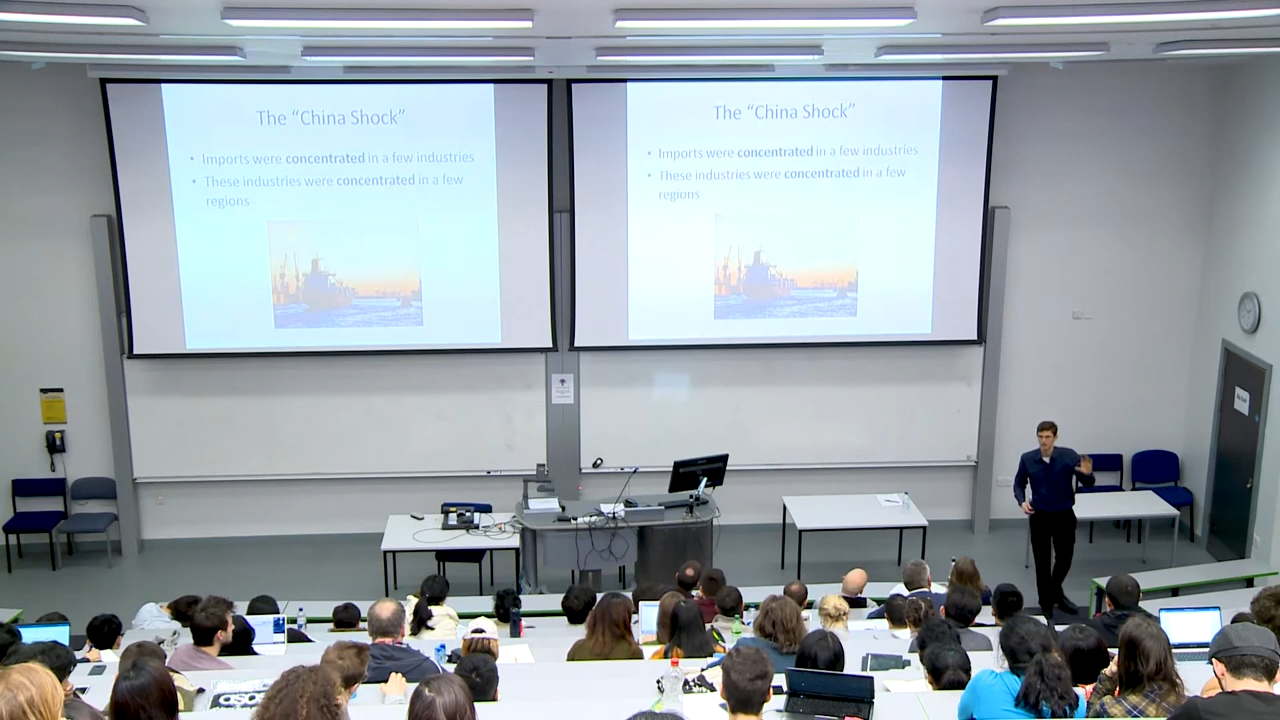 The “China Shock”
• Imports were concentrated in a few industries
• These industries were concentrated in a few
regions
The “China Shock”
• Imports were concentrated in a few industries
• These industries were concentrated in a few
regions